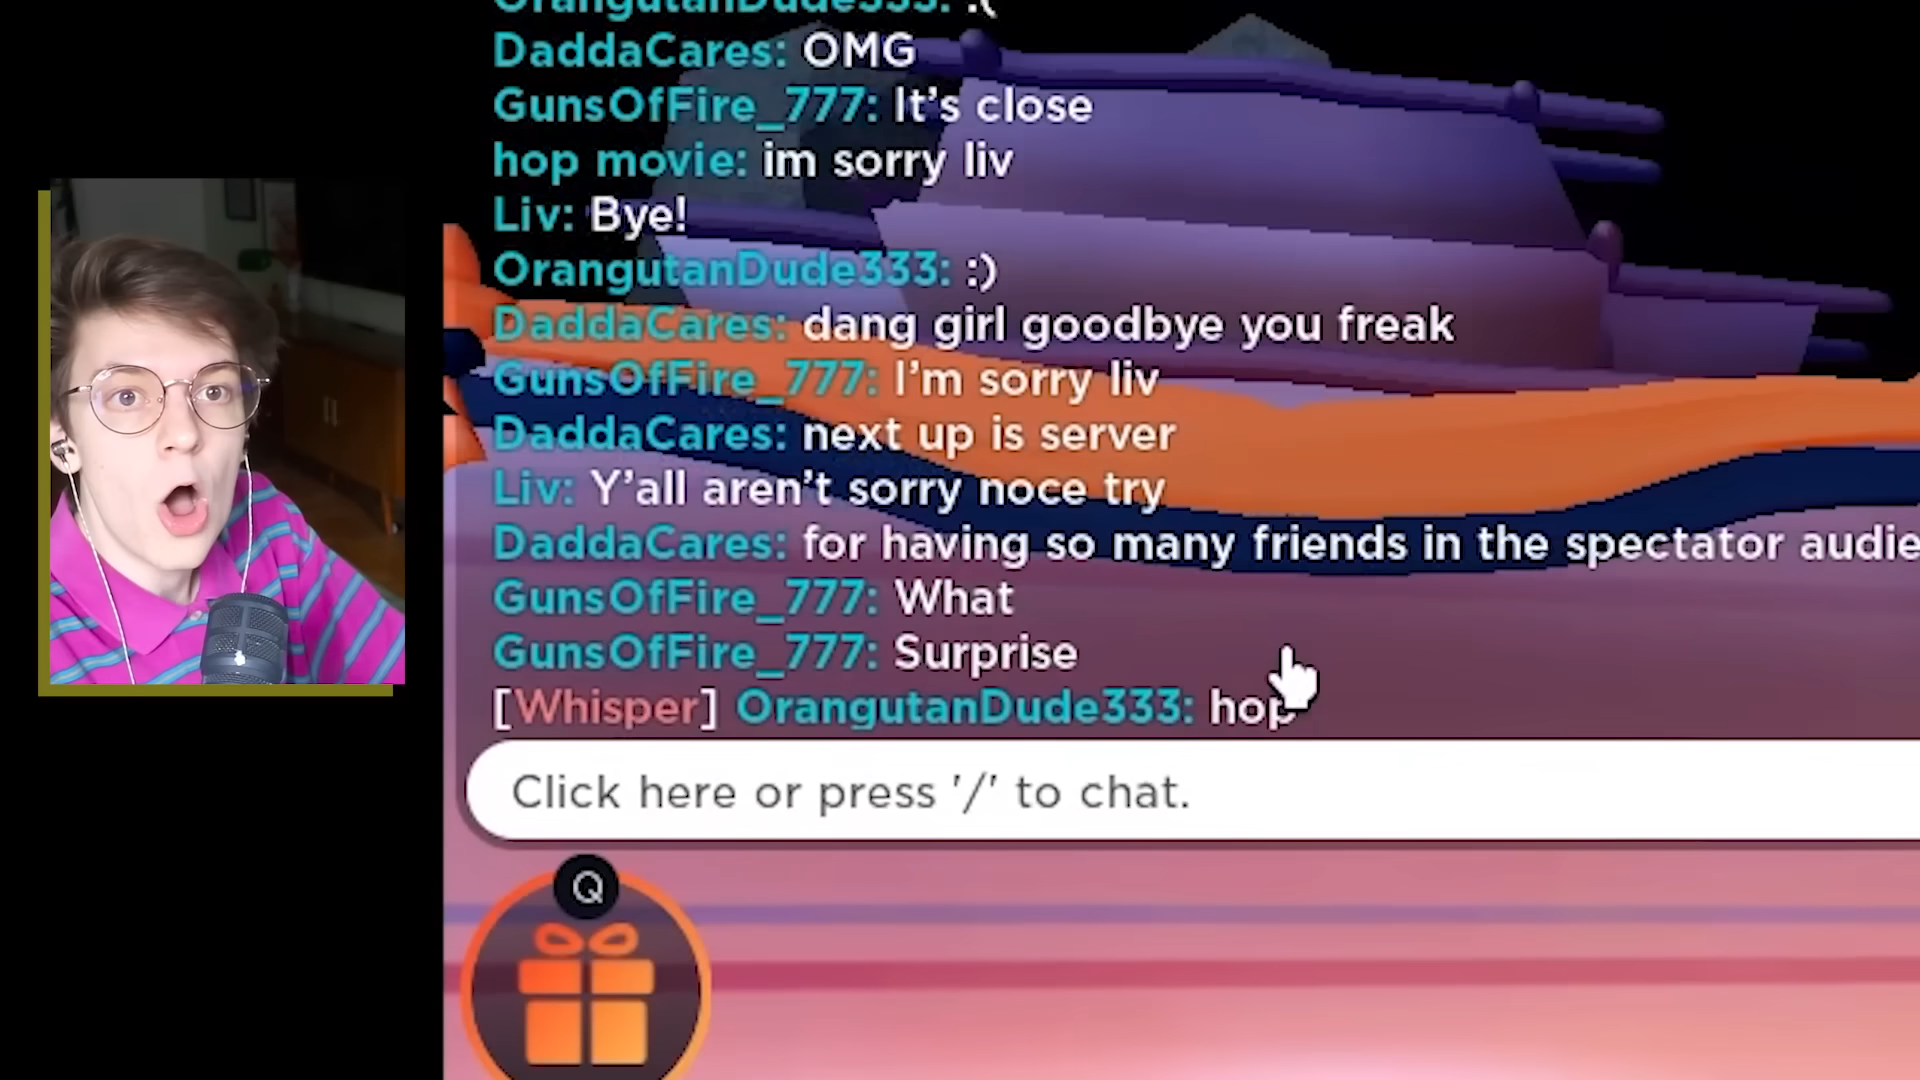 OrangutanDude333: :(
DaddaCares: OMG
GunsOfFire_777: It's close
hop movie: im sorry liv
Liv: Bye!
OrangutanDude333: :)
DaddaCares: dang girl goodbye you freak
GunsOfFire_777: I'm sorry liv
DaddaCares: next up is server
Liv: Y'all aren't sorry noce try
DaddaCares: for having so many friends in the spectator audie
GunsOfFire_777: What
GunsOfFire_777: Surprise
[Whisper] OrangutanDude333: hop
Click here or press '/' to chat.
Q